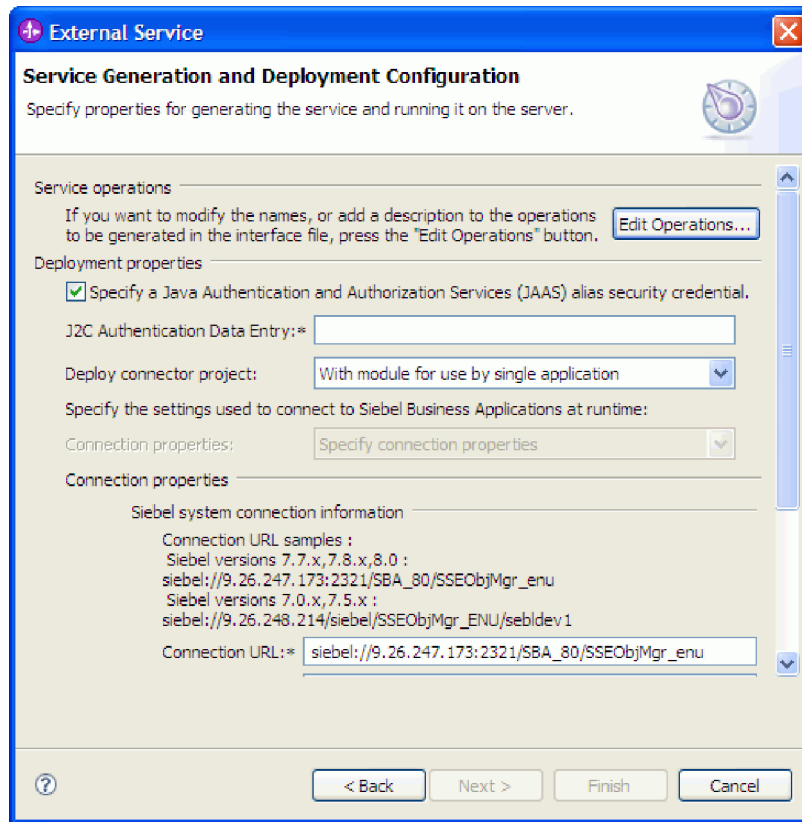 External Service
Service Generation and Deployment Configuration
Specify properties for generating the service and running it on the server.
Service operations
If you want to modify the names, or add a description to the operations
to be generated in the interface file, press the "Edit Operations" button.
Edit Operations...
Deployment properties
Specify a Java Authentication and Authorization Services (JAAS) alias security credential.
J2C Authentication Data Entry:*
Deploy connector project: With module for use by single application
Specify the settings used to connect to Siebel Business Applications at runtime:
Connection properties: Specify connection properties
Connection properties
Siebel system connection information
Connection URL samples :
Siebel versions 7.7.x,7.8.x,8.0 :
siebel://9.26.247.173:2321/SBA_80/SSEObjMgr_enu
Siebel versions 7.0.x,7.5.x :
siebel://9.26.248.214/siebel/SSEObjMgr_ENU/sebldev1
Connection URL:* siebel://9.26.247.173:2321/SBA_80/SSEObjMgr_enu
? < Back Next > Finish Cancel